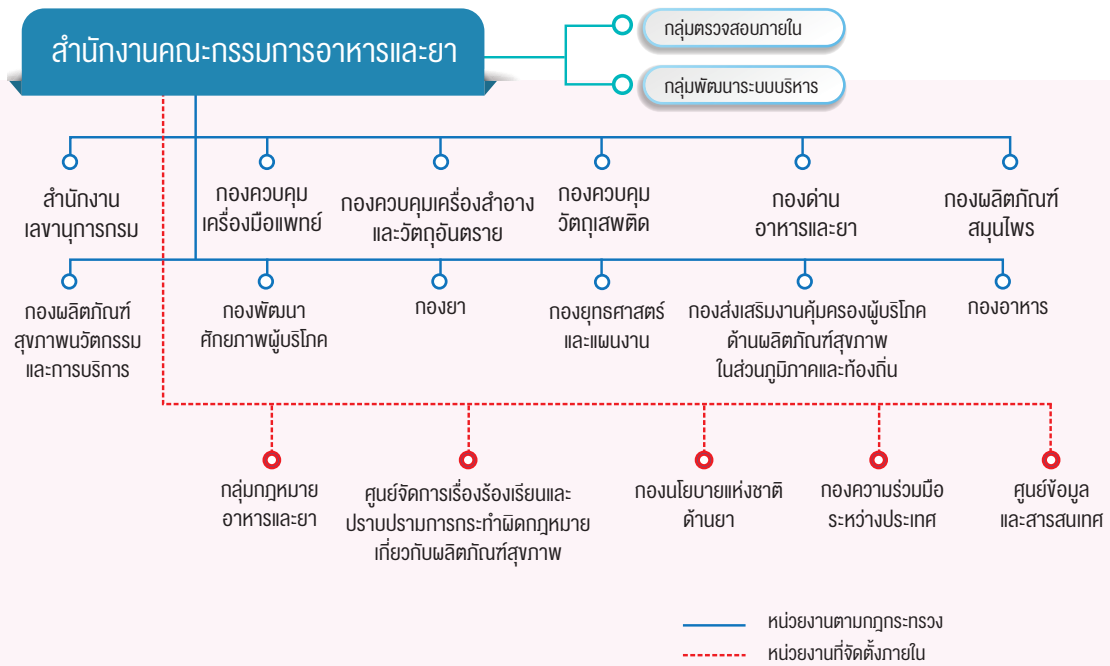 สำนักงานคณะกรรมการอาหารและยา
กลุ่มตรวจสอบภายใน
กลุ่มพัฒนาระบบบริหาร
สำนักงาน
เลขานุการกรม
กองควบคุม
เครื่องมือแพทย์
กองควบคุมเครื่องสำอาง
และวัตถุอันตราย
กองควบคุม
วัตถุเสพติด
กองด่าน
อาหารและยา
กองผลิตภัณฑ์
สมุนไพร
กองผลิตภัณฑ์
สุขภาพนวัตกรรม
และการบริการ
กองพัฒนา
ศักยภาพผู้บริโภค
กองยา
กองยุทธศาสตร์
และแผนงาน
กองส่งเสริมงานคุ้มครองผู้บริโภค
ด้านผลิตภัณฑ์สุขภาพ
ในส่วนภูมิภาคและท้องถิ่น
กองอาหาร
กลุ่มกฎหมาย
อาหารและยา
ศูนย์จัดการเรื่องร้องเรียนและ
ปราบปรามการกระทำผิดกฎหมาย
เกี่ยวกับผลิตภัณฑ์สุขภาพ
กองนโยบายแห่งชาติ
ด้านยา
กองความร่วมมือ
ระหว่างประเทศ
ศูนย์ข้อมูล
และสารสนเทศ
หน่วยงานตามกฎกระทรวง
หน่วยงานที่จัดตั้งภายใน